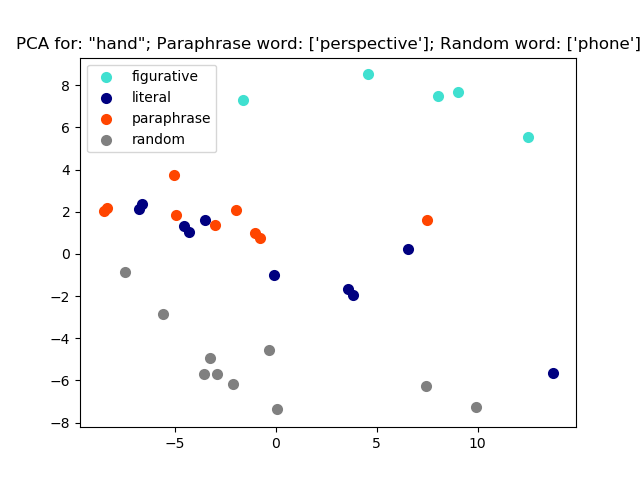 PCA for: "hand"; Paraphrase word: ['perspective']; Random word: ['phone']
figurative
literal
paraphrase
random
8
6
4
2
0
−2
−4
−6
−8
−5
0
5
10